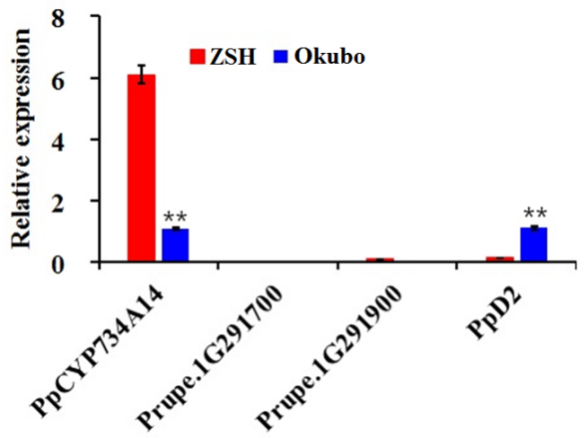 Relative expression
8
6
4
2
0
ZSH Okubo
**
**
PpCYP734A14
Prupe.1G291700
Prupe.1G291900
PpD2